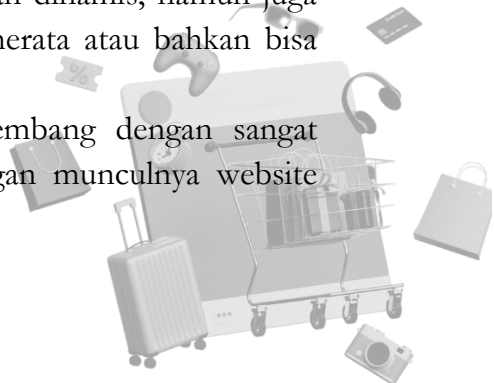 an dinamis, namun juga
nerata atau bahkan bisa
embang dengan sangat
gan munculnya website